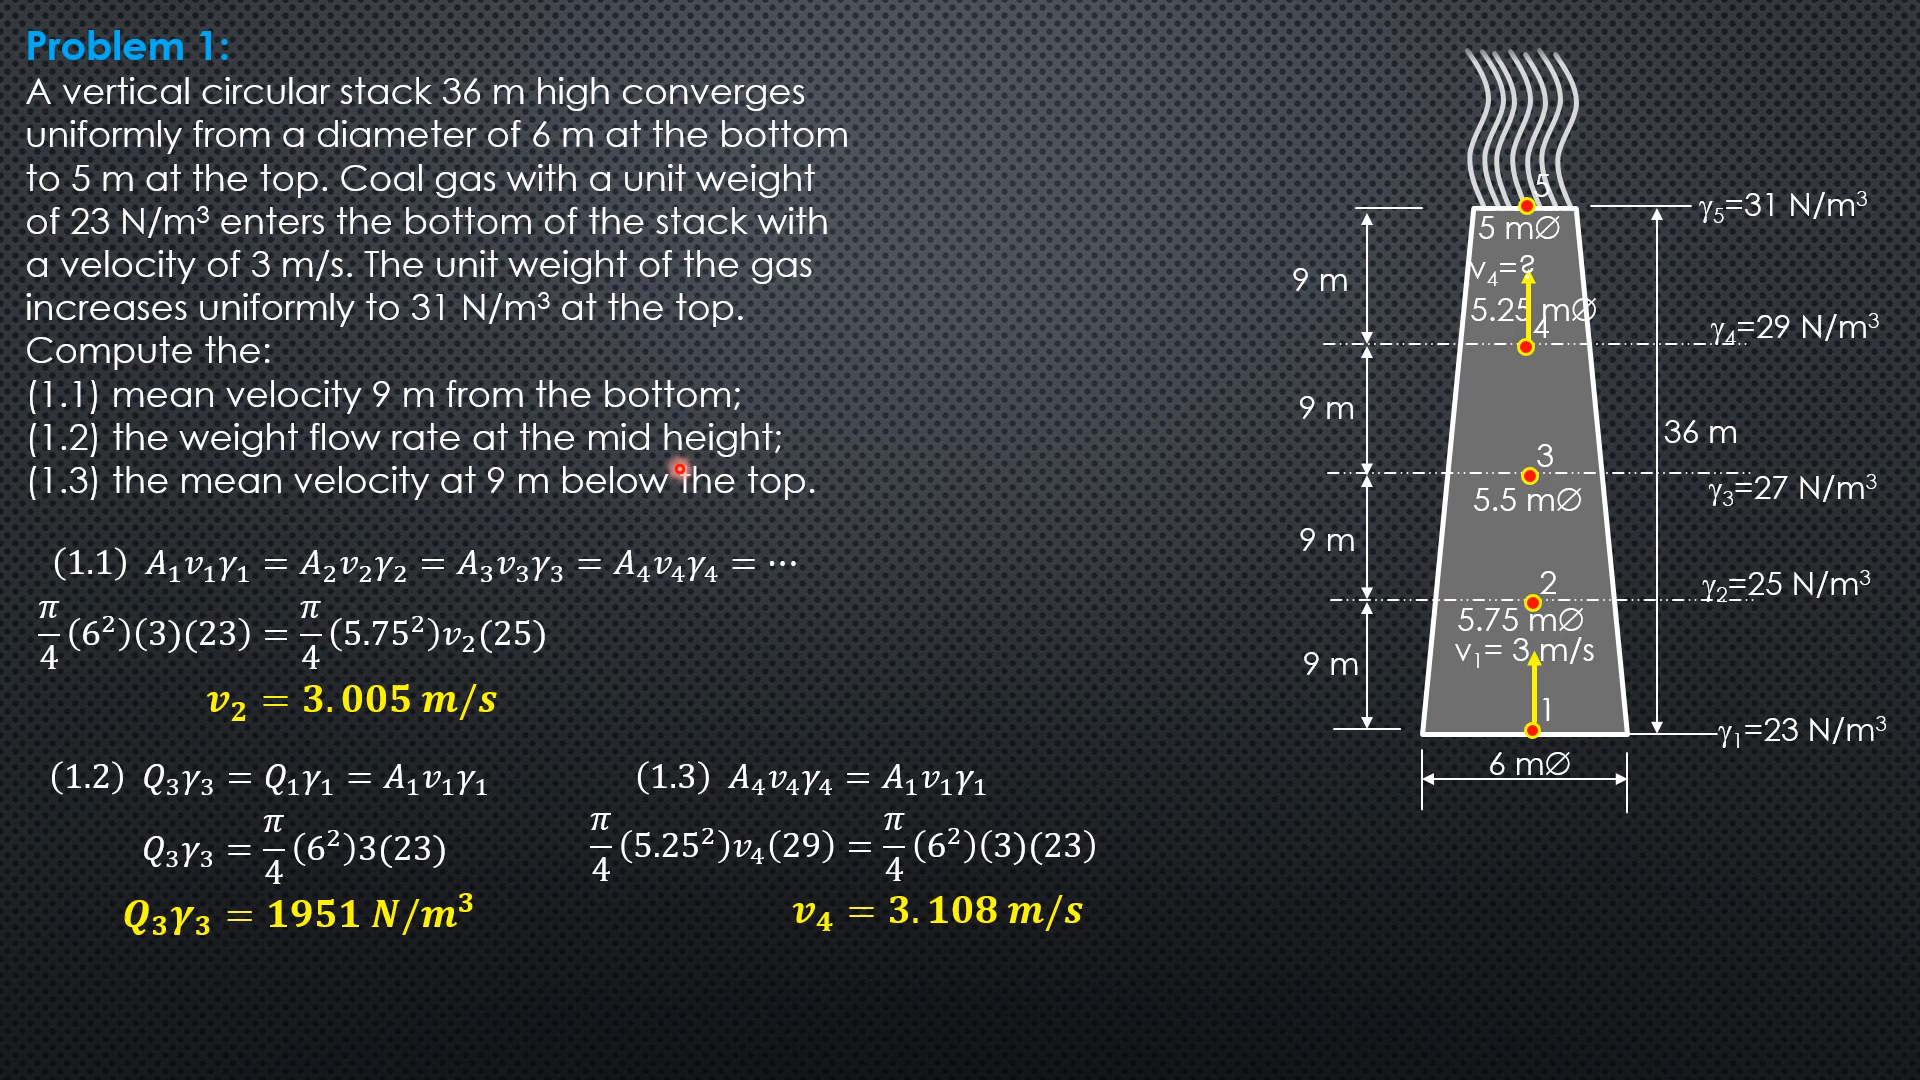 Problem 1:
A vertical circular stack 36 m high converges
uniformly from a diameter of 6 m at the bottom
to 5 m at the top. Coal gas with a unit weight
of 23 N/m³ enters the bottom of the stack with
a velocity of 3 m/s. The unit weight of the gas
increases uniformly to 31 N/m³ at the top.
Compute the:
(1.1) mean velocity 9 m from the bottom;
(1.2) the weight flow rate at the mid height;
(1.3) the mean velocity at 9 m below the top.
(1.1) A₁v₁γ₁ = A₂v₂γ₂ = A₃v₃γ₃ = A₄v₄γ₄ = ⋯
π/4 (6²)(3)(23) = π/4 (5.75²)v₂(25)
v₂ = 3.005 m/s
(1.2) Q₃γ₃ = Q₁γ₁ = A₁v₁γ₁
Q₃γ₃ = π/4 (6²)3(23)
Q₃γ₃ = 1951 N/m³
(1.3) A₄v₄γ₄ = A₁v₁γ₁
π/4 (5.25²)v₄(29) = π/4 (6²)(3)(23)
v₄ = 3.108 m/s
5
γ₅=31 N/m³
5 mØ
9 m
v₄=?
5.25 mØ
4
γ₄=29 N/m³
9 m
36 m
3
5.5 mØ
γ₃=27 N/m³
9 m
2
γ₂=25 N/m³
5.75 mØ
v₁= 3 m/s
9 m
1
γ₁=23 N/m³
6 mØ